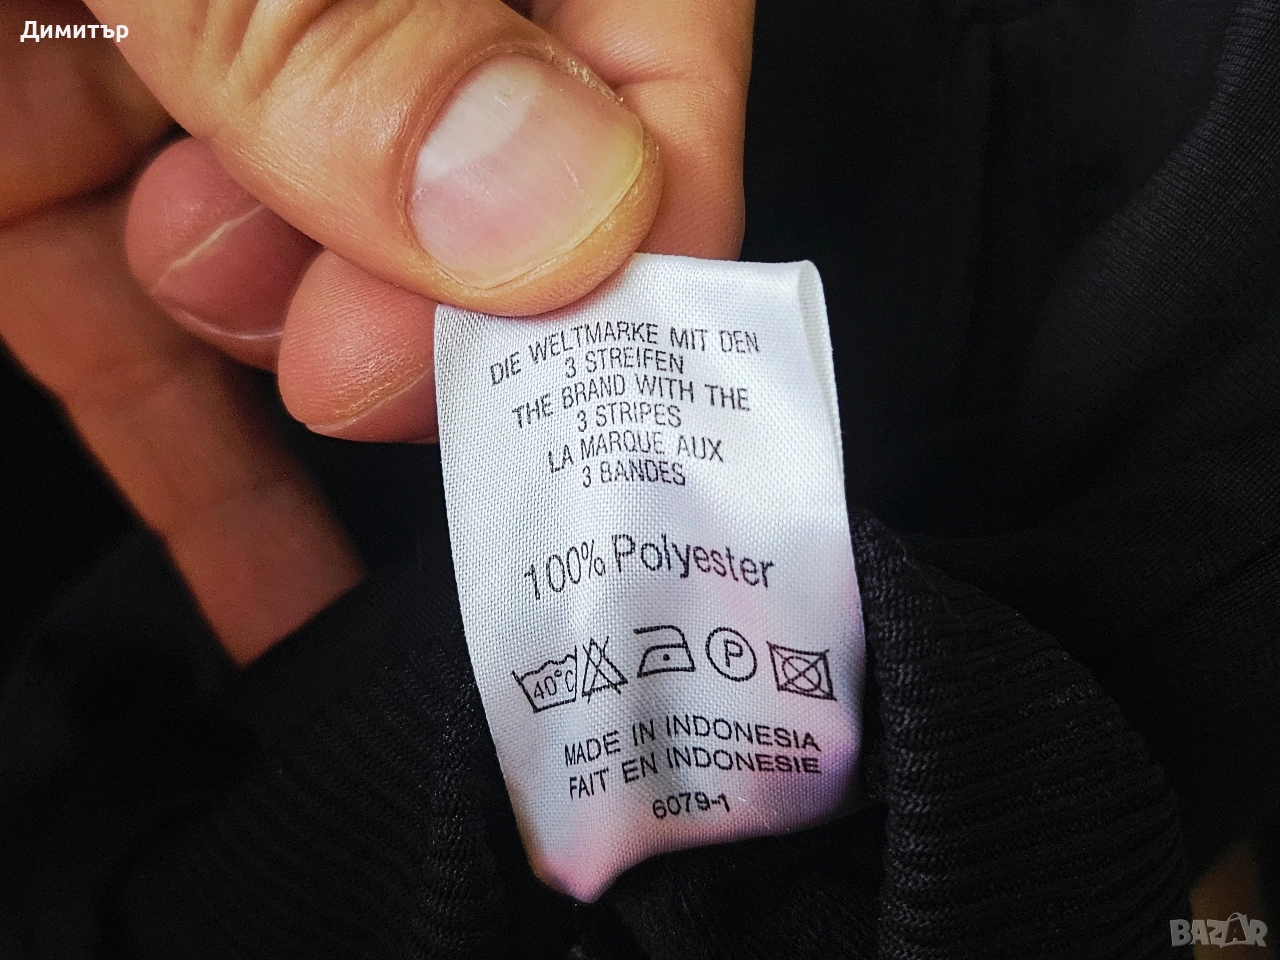 Димитър
DIE WELTMARKE MIT DEN
3 STREIFEN
THE BRAND WITH THE
3 STRIPES
LA MARQUE AUX
3 BANDES
100% Polyester
40°C
P
MADE IN INDONESIA
FAIT EN INDONESIE
6079-1
BAZAR